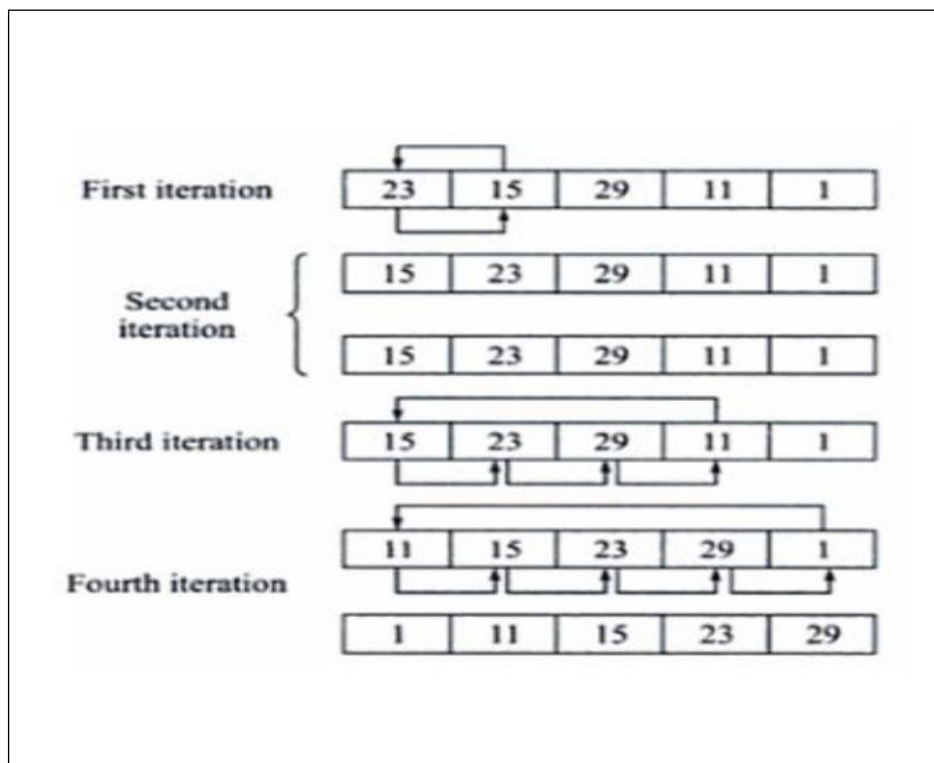 First iteration 23 15 29 11 1
15 23 29 11 1
Second
iteration
15 23 29 11 1
Third iteration 15 23 29 11 1
11 15 23 29 1
Fourth iteration
1 11 15 23 29